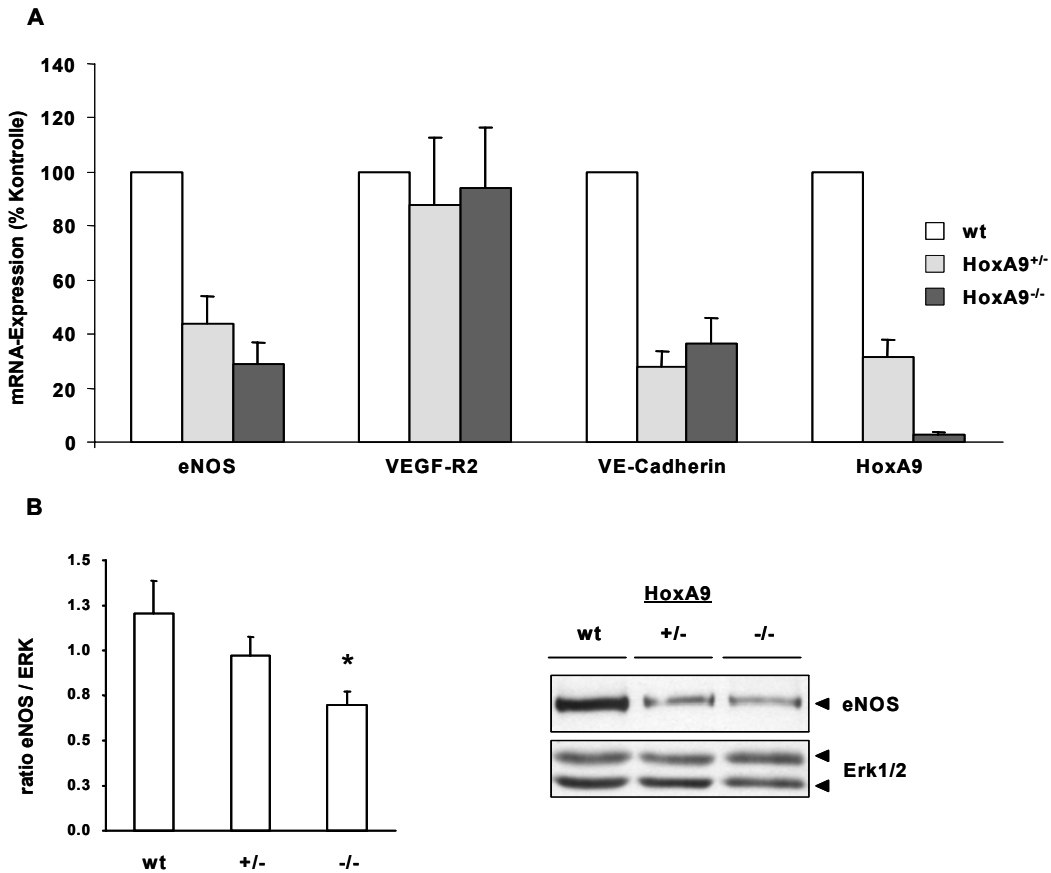 A
140
120
100
80
60
40
20
0
mRNA-Expression (% Kontrolle)
eNOS VEGF-R2 VE-Cadherin HoxA9
wt
HoxA9+/-
HoxA9-/-
B
1.5
1.3
1.0
0.8
0.5
0.3
0.0
ratio eNOS / ERK
*
wt +/- -/-
HoxA9
wt +/- -/-
eNOS
Erk1/2